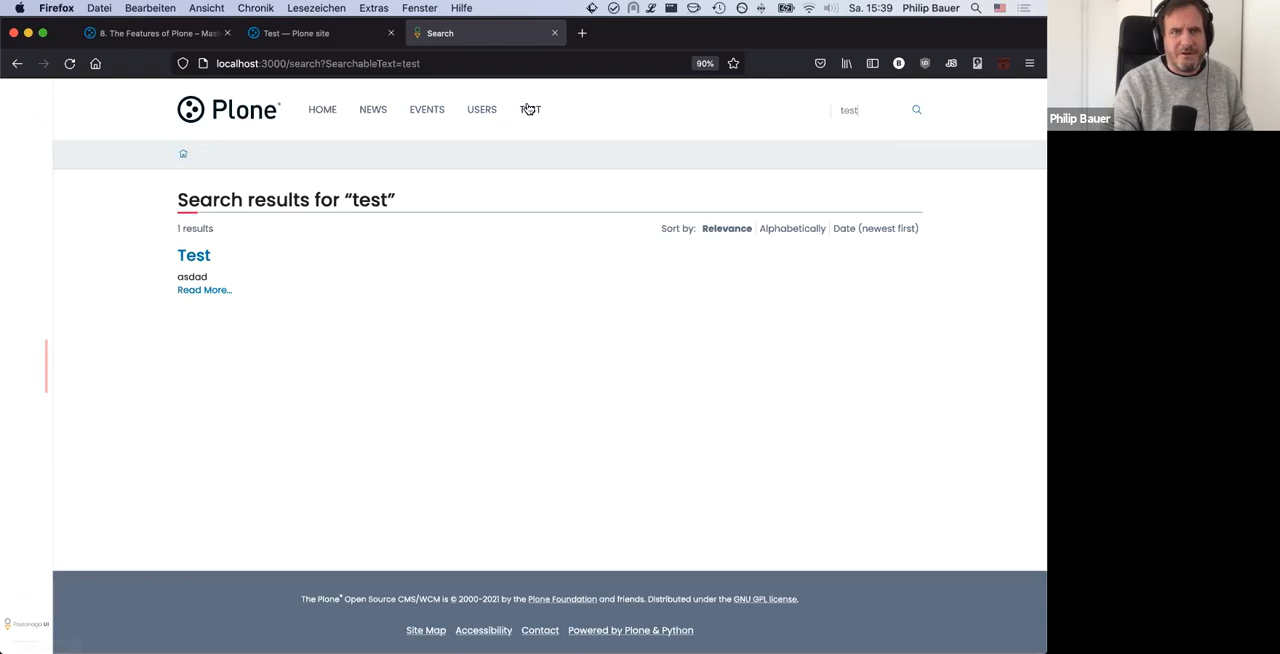 Firefox Datei Bearbeiten Ansicht Chronik Lesezeichen Extras Fenster Hilfe Sa. 15:39 Philip Bauer
8. The Features of Plone – Mast
Test — Plone site
Search
localhost:3000/search?SearchableText=test
90%
Philip Bauer
Plone
HOME NEWS EVENTS USERS
test
Search results for “test”
1 results
Sort by: Relevance Alphabetically Date (newest first)
Test
asdad
Read More...
The Plone® Open Source CMS/WCM is © 2000-2021 by the Plone Foundation and friends. Distributed under the GNU GPL license.
Site Map Accessibility Contact Powered by Plone & Python
Pastanaga UI